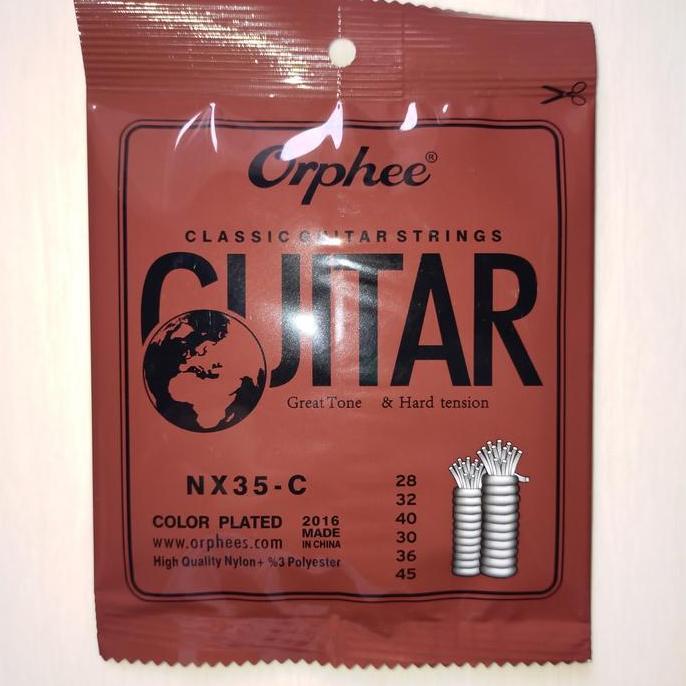 Orphee®
CLASSIC GUITAR STRINGS
GUITAR
Great Tone & Hard tension
NX35-C
COLOR PLATED
www.orphees.com
High Quality Nylon+ %3 Polyester
2016
MADE
IN CHINA
28
32
40
30
36
45